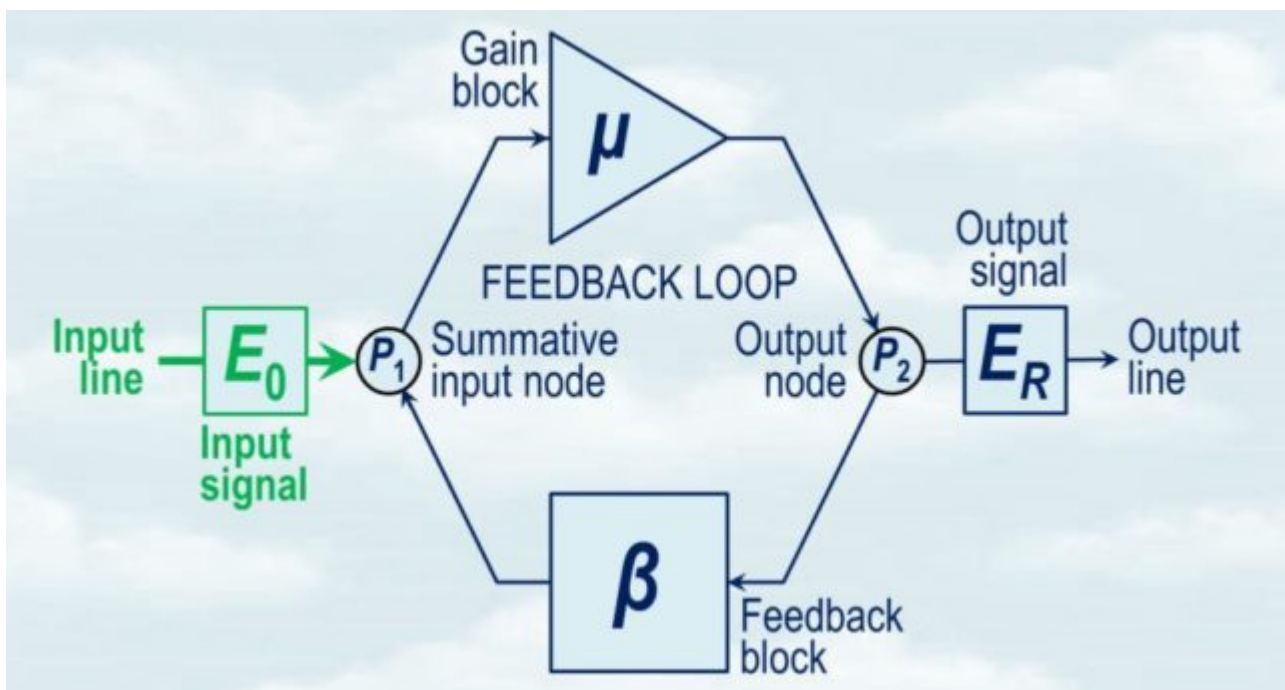 Gain
block
μ
FEEDBACK LOOP
Input
line
E0
Input
signal
P1
Summative
input node
Output
node
P2
Output
signal
ER
Output
line
β
Feedback
block